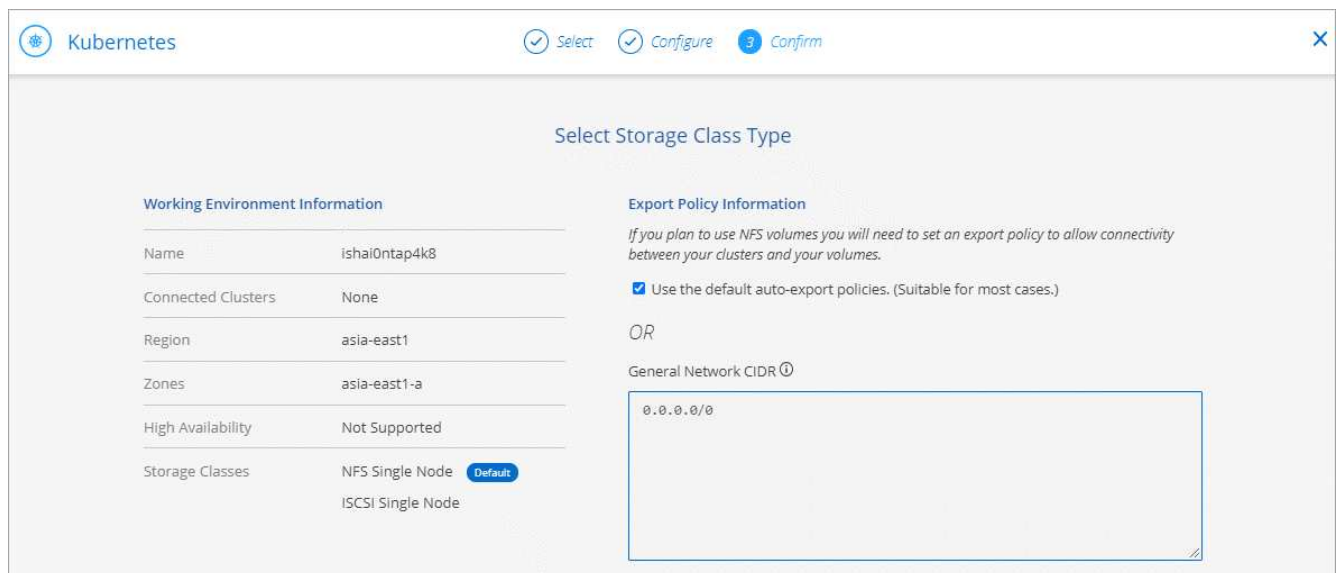 Kubernetes
Select
Configure
3 Confirm
Select Storage Class Type
Working Environment Information
Name ishai0ntap4k8
Connected Clusters None
Region asia-east1
Zones asia-east1-a
High Availability Not Supported
Storage Classes NFS Single Node Default
ISCSI Single Node
Export Policy Information
If you plan to use NFS volumes you will need to set an export policy to allow connectivity
between your clusters and your volumes.
Use the default auto-export policies. (Suitable for most cases.)
OR
General Network CIDR
0.0.0.0/0